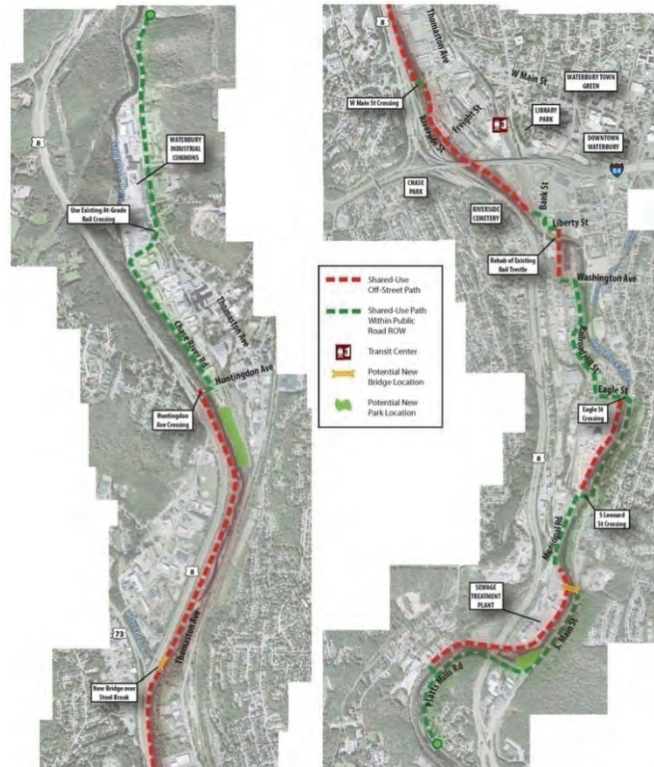 8
WATERBURY
INDUSTRIAL
COMMONS
Use Existing At-Grade
Rail Crossing
Thomaston Ave
Chase River Rd
Huntingdon Ave
Huntingdon
Ave Crossing
8
73
Thomaston Ave
New Bridge over
Steel Brook
8
Thomaston Ave
W Main St
WATERBURY TOWN
GREEN
W Main St Crossing
Freight St
LIBRARY
PARK
Riverside St
DOWNTOWN
WATERBURY
84
CHASE
PARK
RIVERSIDE
CEMETERY
Bank St
Liberty St
Rehab of Existing
Rail Trestle
Washington Ave
Shared-Use
Off-Street Path
Shared-Use Path
Within Public
Road ROW
Transit Center
Potential New
Bridge Location
Potential New
Park Location
Eagle St
Eagle St
Crossing
8
S Leonard
St Crossing
Municipal Rd
SEWAGE
TREATMENT
PLANT
S Main St
Platts Mills Rd